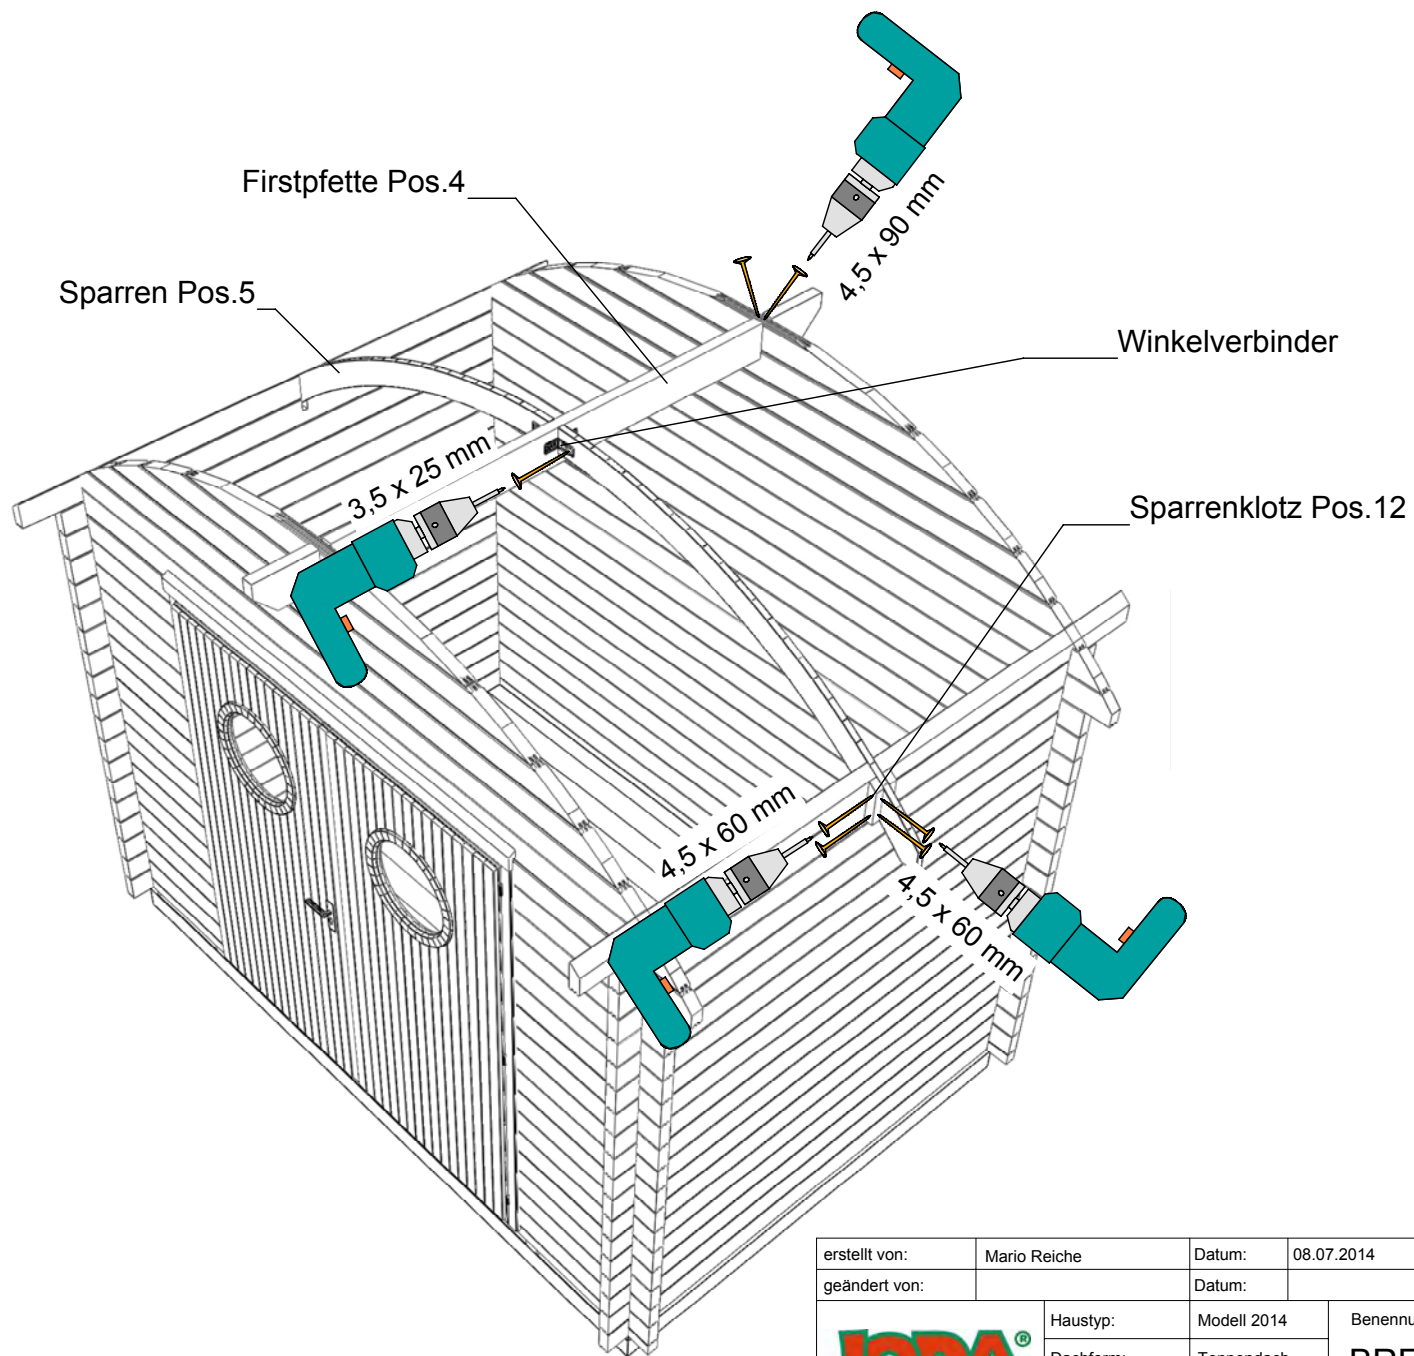 Firstpfette Pos.4
4,5 x 90 mm
Sparren Pos.5
Winkelverbinder
3,5 x 25 mm
Sparrenklotz Pos.12
4,5 x 60 mm
4,5 x 60 mm
erstellt von: Mario Reiche Datum: 08.07.2014
geändert von: Datum:
JODA®
Haustyp: Modell 2014